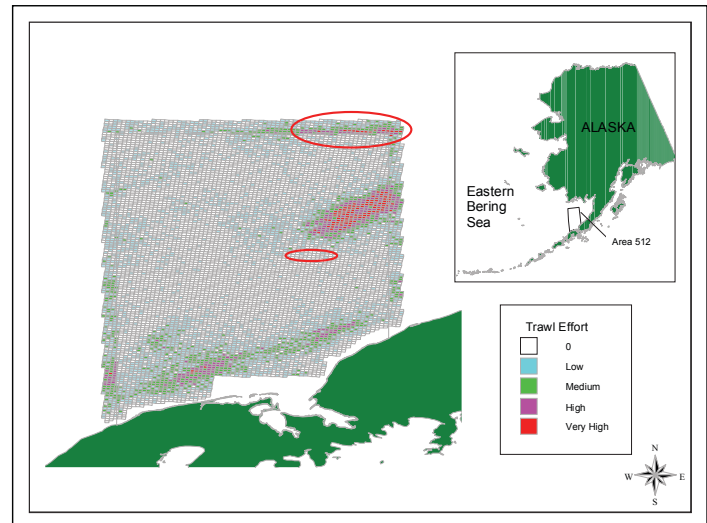 ALASKA
Eastern
Bering
Sea
Area 512
Trawl Effort
0
Low
Medium
High
Very High
N
W E
S